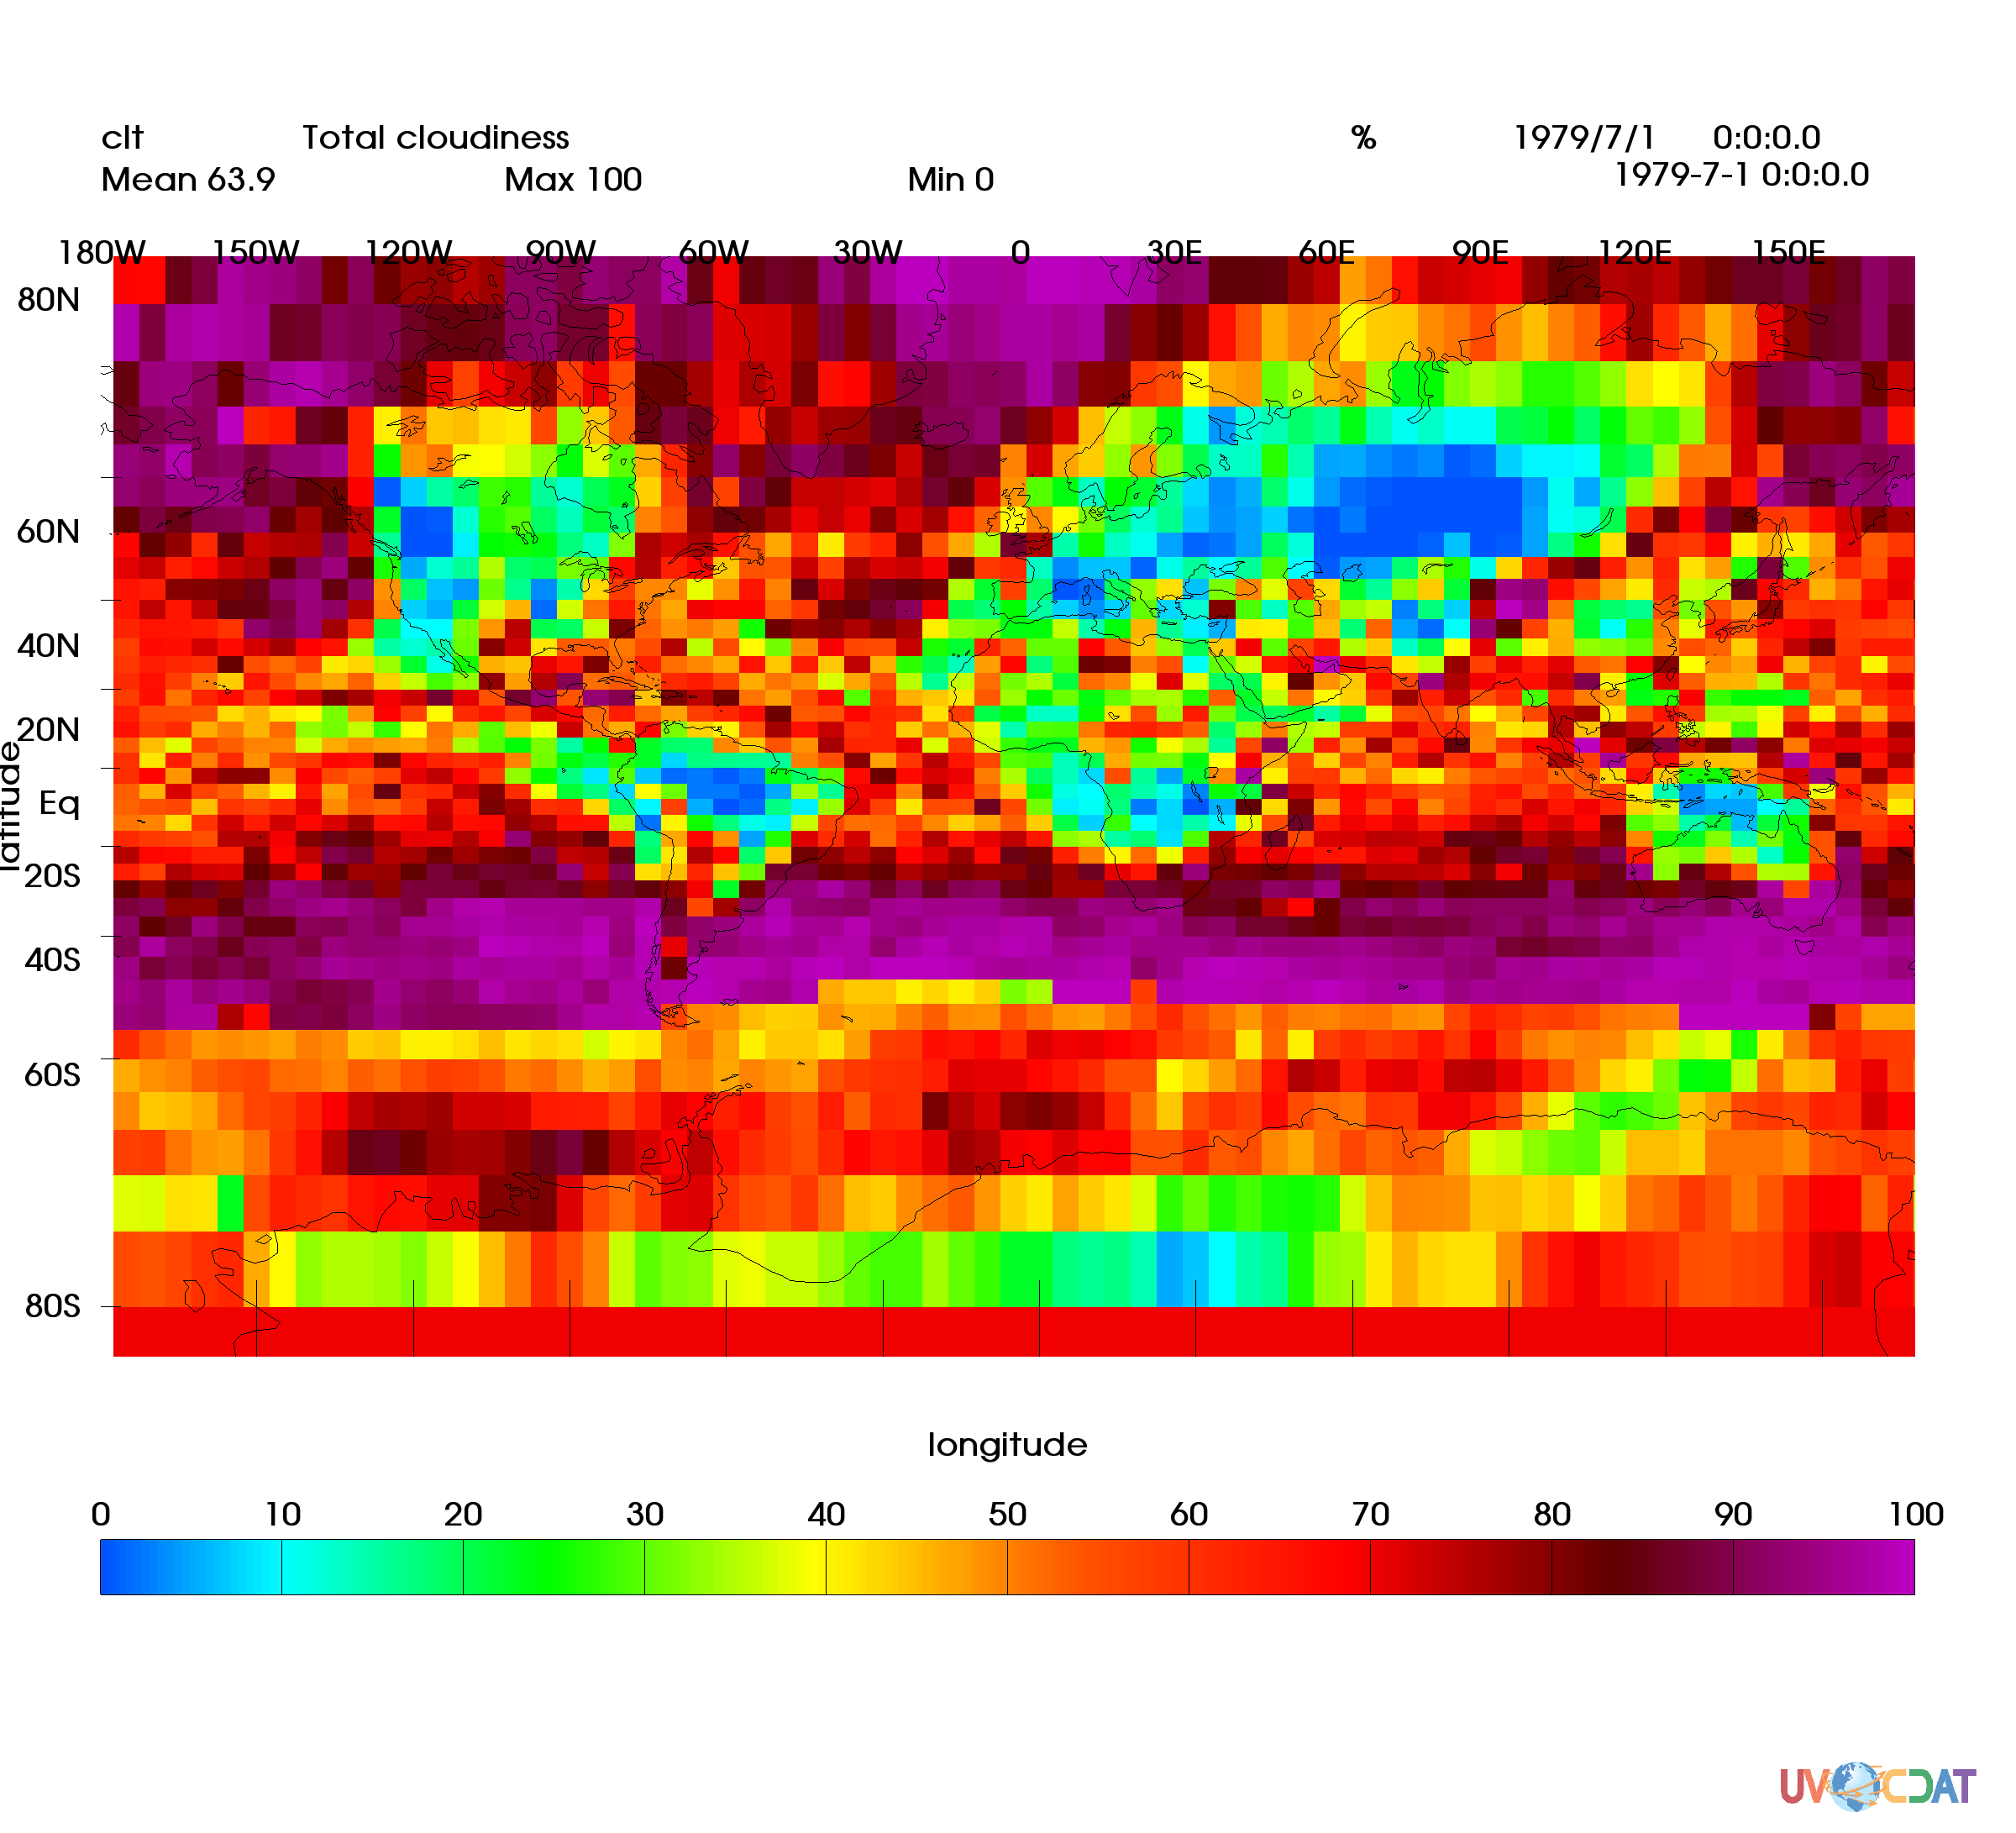 clt Total cloudiness % 1979/7/1 0:0:0.0
Mean 63.9 Max 100 Min 0 1979-7-1 0:0:0.0
180W 150W 120W 90W 60W 30W 0 30E 60E 90E 120E 150E
80N
60N
40N
20N
latitude
Eq
20S
40S
60S
80S
longitude
0 10 20 30 40 50 60 70 80 90 100
UV CDAT